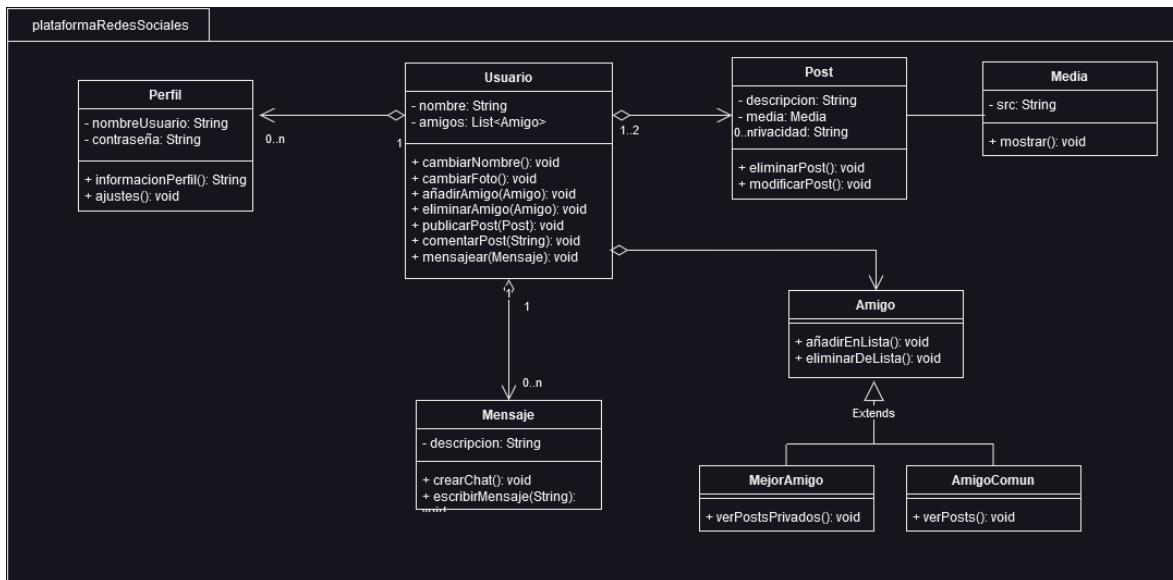 plataformaRedesSociales
Perfil
- nombreUsuario: String
- contraseña: String
+ informacionPerfil(): String
+ ajustes(): void
0..n
1
Usuario
- nombre: String
- amigos: List<Amigo>
+ cambiarNombre(): void
+ cambiarFoto(): void
+ añadirAmigo(Amigo): void
+ eliminarAmigo(Amigo): void
+ publicarPost(Post): void
+ comentarPost(String): void
+ mensajear(Mensaje): void
1..2
Post
- descripcion: String
- media: Media
0..nrivacidad: String
+ eliminarPost(): void
+ modificarPost(): void
Media
- src: String
+ mostrar(): void
1
1
0..n
Mensaje
- descripcion: String
+ crearChat(): void
+ escribirMensaje(String):
void
Amigo
+ añadirEnLista(): void
+ eliminarDeLista(): void
Extends
MejorAmigo
+ verPostsPrivados(): void
AmigoComun
+ verPosts(): void